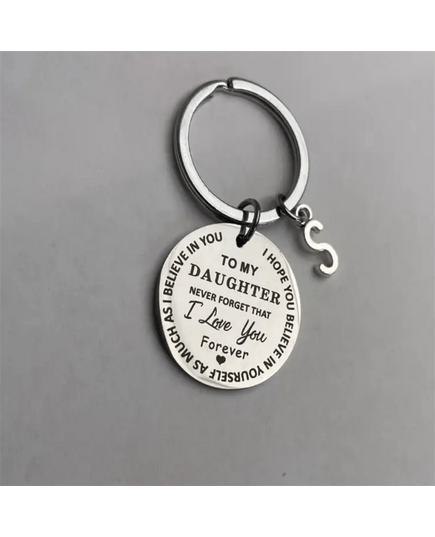 I HOPE YOU BELIEVE IN YOURSELF AS MUCH AS I BELIEVE IN YOU
TO MY
DAUGHTER
NEVER FORGET THAT
I Love You
Forever
S